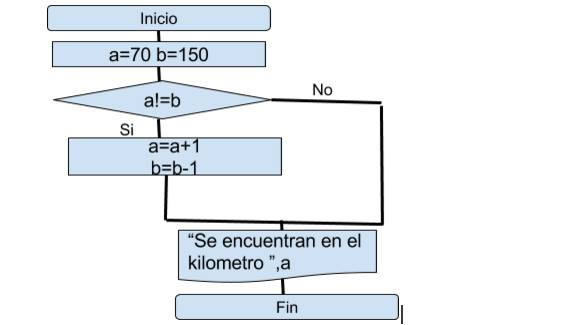 Inicio
a=70 b=150
a!=b
No
Si
a=a+1
b=b-1
“Se encuentran en el
kilometro ”,a
Fin